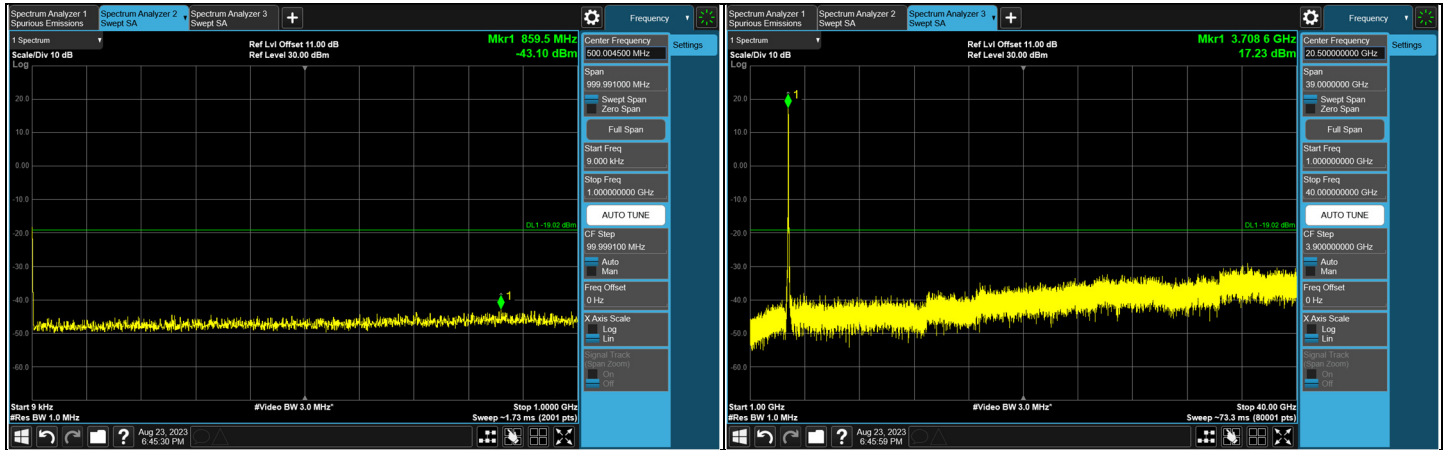 Spectrum Analyzer 1
Spurious Emissions
Spectrum Analyzer 2
Swept SA
Spectrum Analyzer 3
Swept SA
Frequency
1 Spectrum
Scale/Div 10 dB
Log
Ref Lvl Offset 11.00 dB
Ref Level 30.00 dBm
Mkr1 859.5 MHz
-43.10 dBm
20.0
10.0
0.00
-10.0
-20.0
-30.0
-40.0
-50.0
-60.0
DL1 -19.02 dBm
1
Start 9 kHz
#Res BW 1.0 MHz
#Video BW 3.0 MHz*
Stop 1.0000 GHz
Sweep ~1.73 ms (2001 pts)
Center Frequency
500.004500 MHz
Settings
Span
999.991000 MHz
Swept Span
Zero Span
Full Span
Start Freq
9.000 kHz
Stop Freq
1.000000000 GHz
AUTO TUNE
CF Step
99.999100 MHz
Auto
Man
Freq Offset
0 Hz
X Axis Scale
Log
Lin
Signal Track
(Span Zoom)
On
Off
?
Aug 23, 2023
6:45:30 PM
Spectrum Analyzer 1
Spurious Emissions
Spectrum Analyzer 2
Swept SA
Spectrum Analyzer 3
Swept SA
Frequency
1 Spectrum
Scale/Div 10 dB
Log
Ref Lvl Offset 11.00 dB
Ref Level 30.00 dBm
Mkr1 3.708 6 GHz
17.23 dBm
20.0
10.0
0.00
-10.0
-20.0
-30.0
-40.0
-50.0
-60.0
1
DL1 -19.02 dBm
Start 1.00 GHz
#Res BW 1.0 MHz
#Video BW 3.0 MHz*
Stop 40.00 GHz
Sweep ~73.3 ms (80001 pts)
Center Frequency
20.500000000 GHz
Settings
Span
39.0000000 GHz
Swept Span
Zero Span
Full Span
Start Freq
1.000000000 GHz
Stop Freq
40.000000000 GHz
AUTO TUNE
CF Step
3.900000000 GHz
Auto
Man
Freq Offset
0 Hz
X Axis Scale
Log
Lin
Signal Track
(Span Zoom)
On
Off
?
Aug 23, 2023
6:45:59 PM